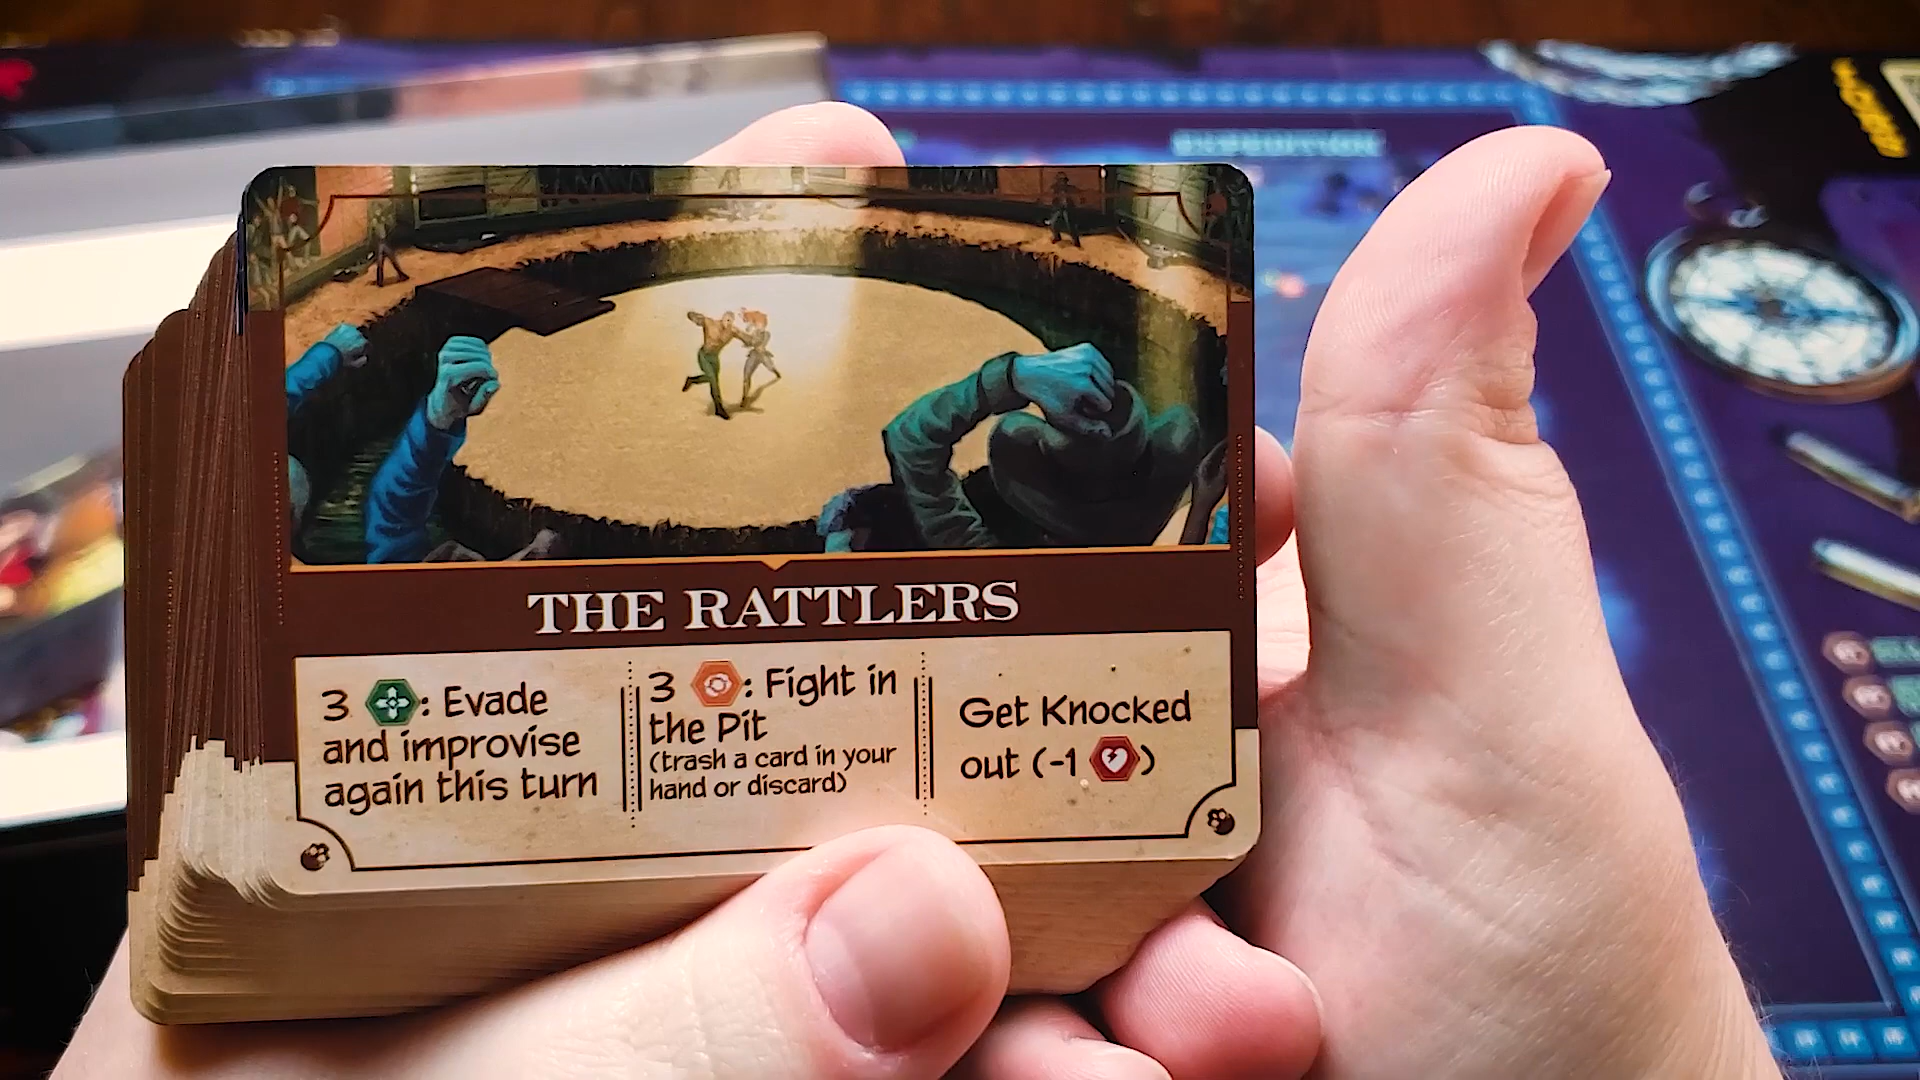 EXPEDITION
THE RATTLERS
3 : Evade
and improvise
again this turn
3 : Fight in
the Pit
(trash a card in your
hand or discard)
Get Knocked
out (-1 )